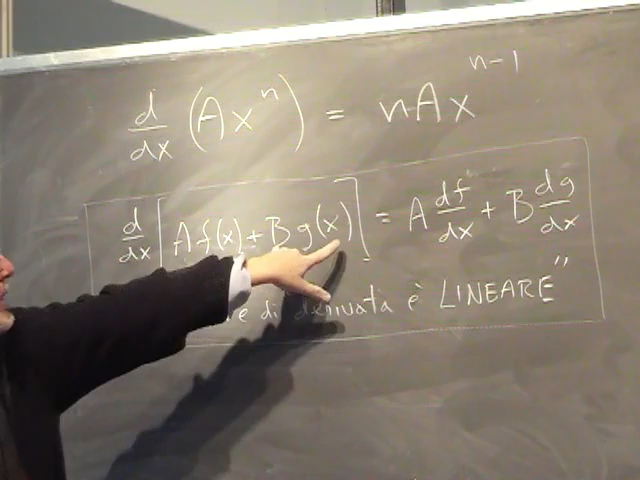 d/dx (Ax^n) = nAx^(n-1)
d/dx [Af(x) + Bg(x)] = A df/dx + B dg/dx
di derivata è LINEARE"